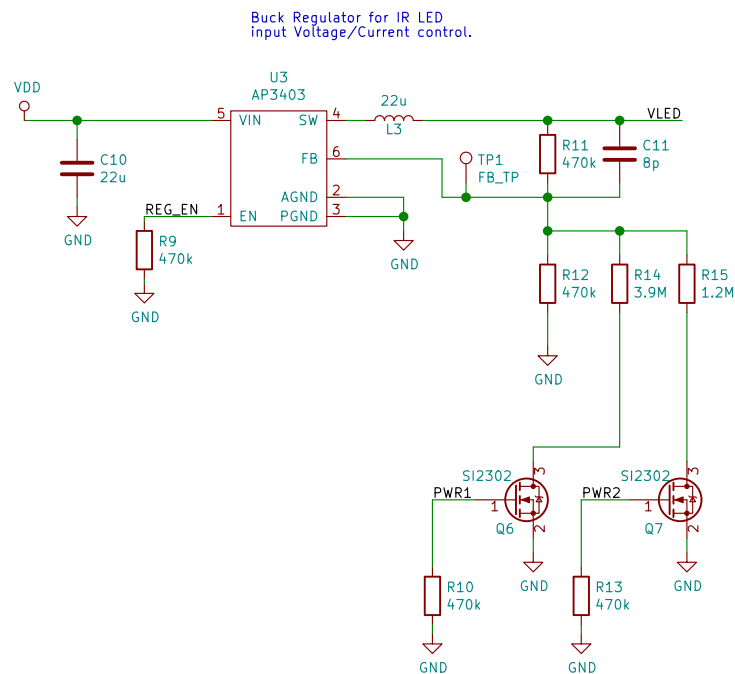 Buck Regulator for IR LED
input Voltage/Current control.
VDD
U3
AP3403
22u
L3
VLED
5 VIN SW 4
FB 6
AGND 2
1 EN PGND 3
C10
22u
GND
REG_EN
R9
470k
GND
GND
TP1
FB_TP
R11
470k
C11
8p
R12
470k
R14
3.9M
R15
1.2M
GND
SI2302
PWR1
1
3
2
Q6
GND
SI2302
PWR2
1
3
2
Q7
GND
R10
470k
GND
R13
470k
GND